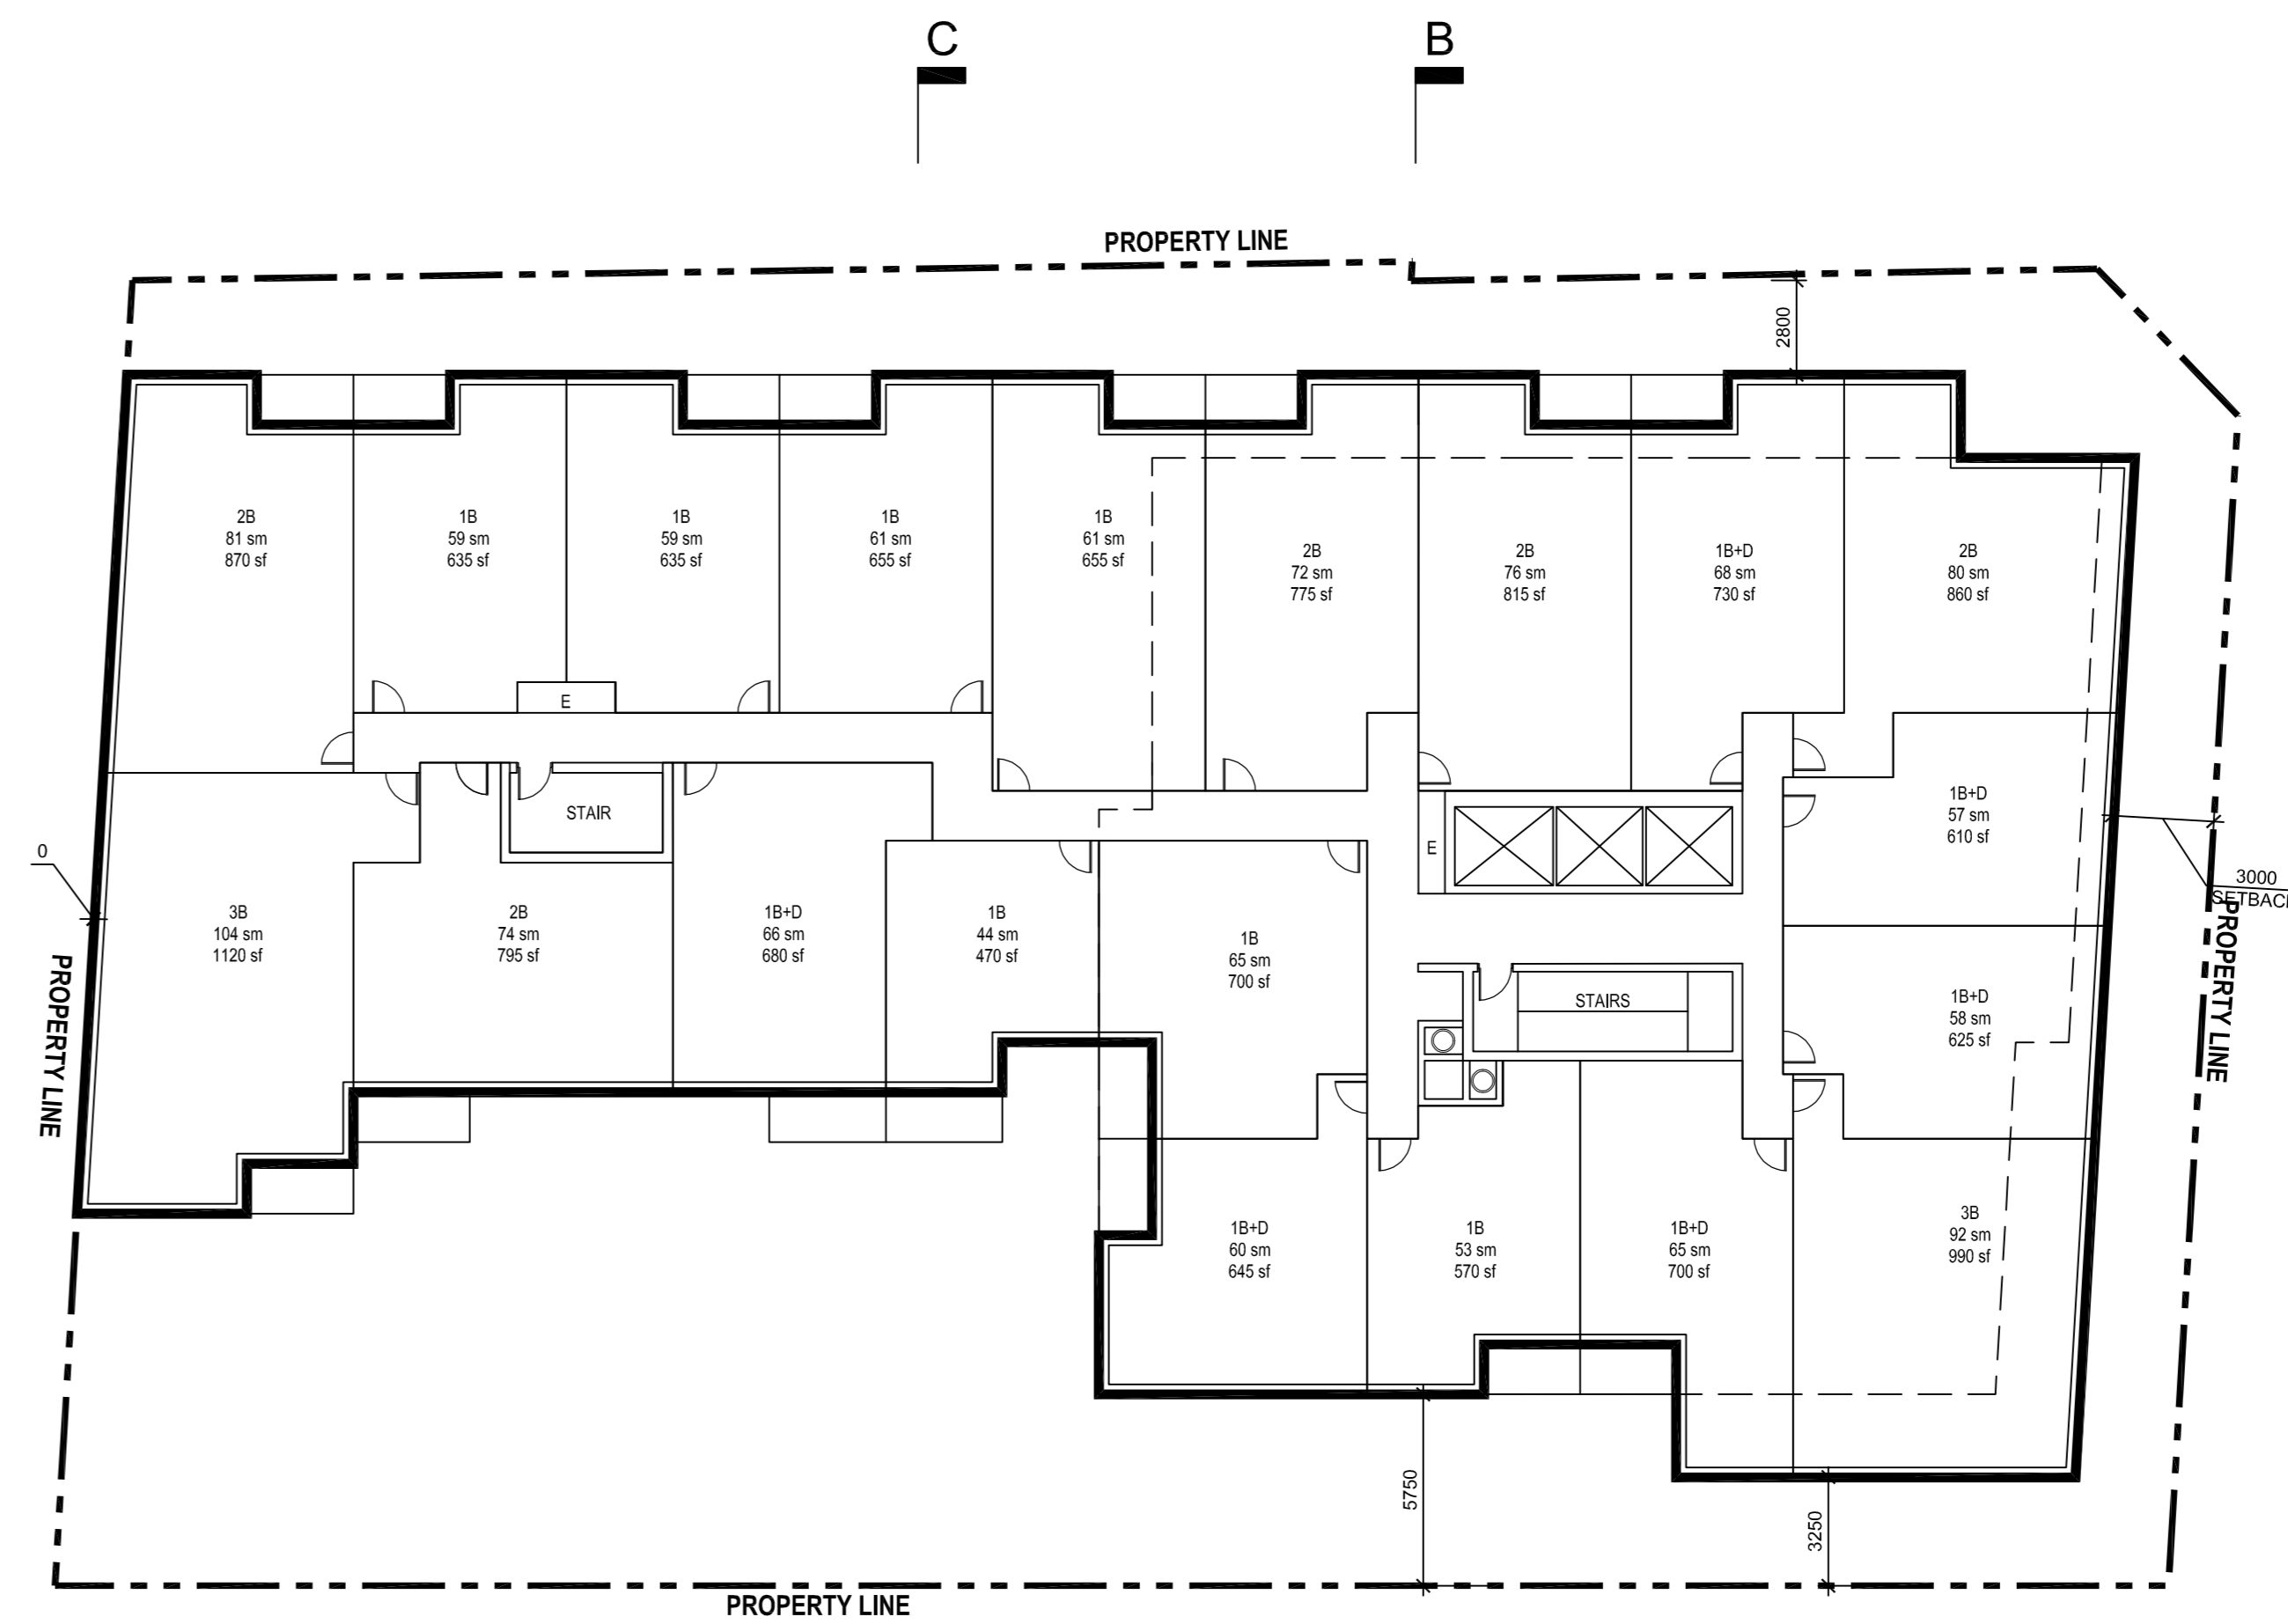 C
B
PROPERTY LINE
2800
2B
81 sm
870 sf
1B
59 sm
635 sf
1B
59 sm
635 sf
1B
61 sm
655 sf
1B
61 sm
655 sf
2B
72 sm
775 sf
2B
76 sm
815 sf
1B+D
68 sm
730 sf
2B
80 sm
860 sf
E
STAIR
E
1B+D
57 sm
610 sf
0
3000
SETBACK
PROPERTY LINE
PROPERTY LINE
3B
104 sm
1120 sf
2B
74 sm
795 sf
1B+D
66 sm
680 sf
1B
44 sm
470 sf
1B
65 sm
700 sf
STAIRS
1B+D
58 sm
625 sf
1B+D
60 sm
645 sf
1B
53 sm
570 sf
1B+D
65 sm
700 sf
3B
92 sm
990 sf
5750
3250
PROPERTY LINE